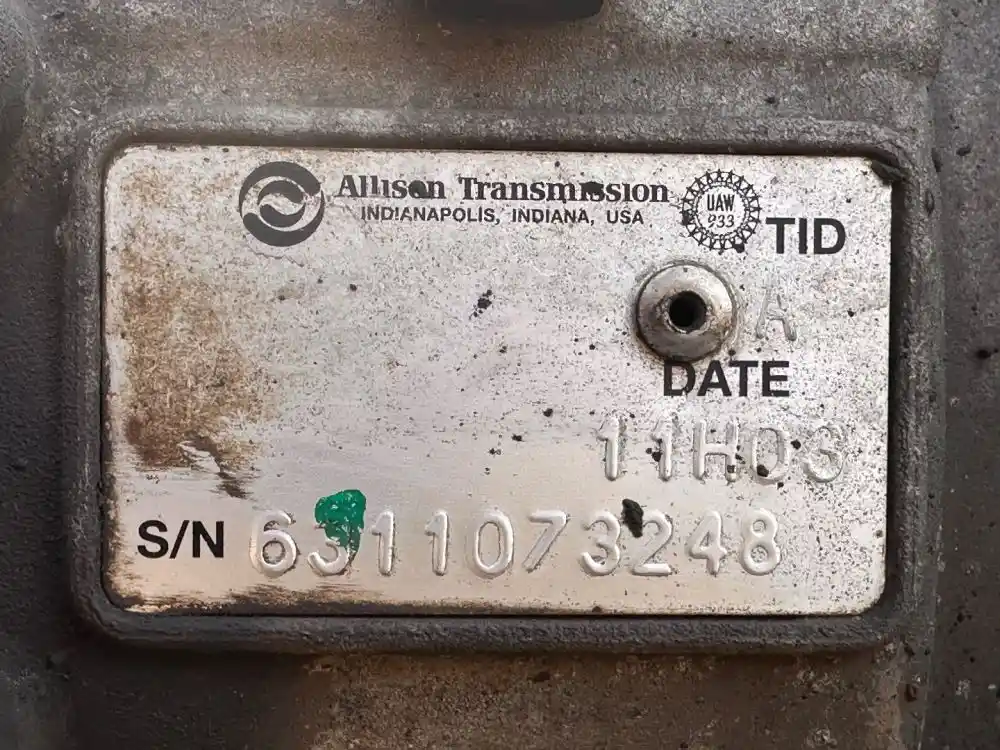 Allison Transmission
INDIANAPOLIS, INDIANA, USA
UAW
933
TID
A
DATE
11H03
S/N 6311073248